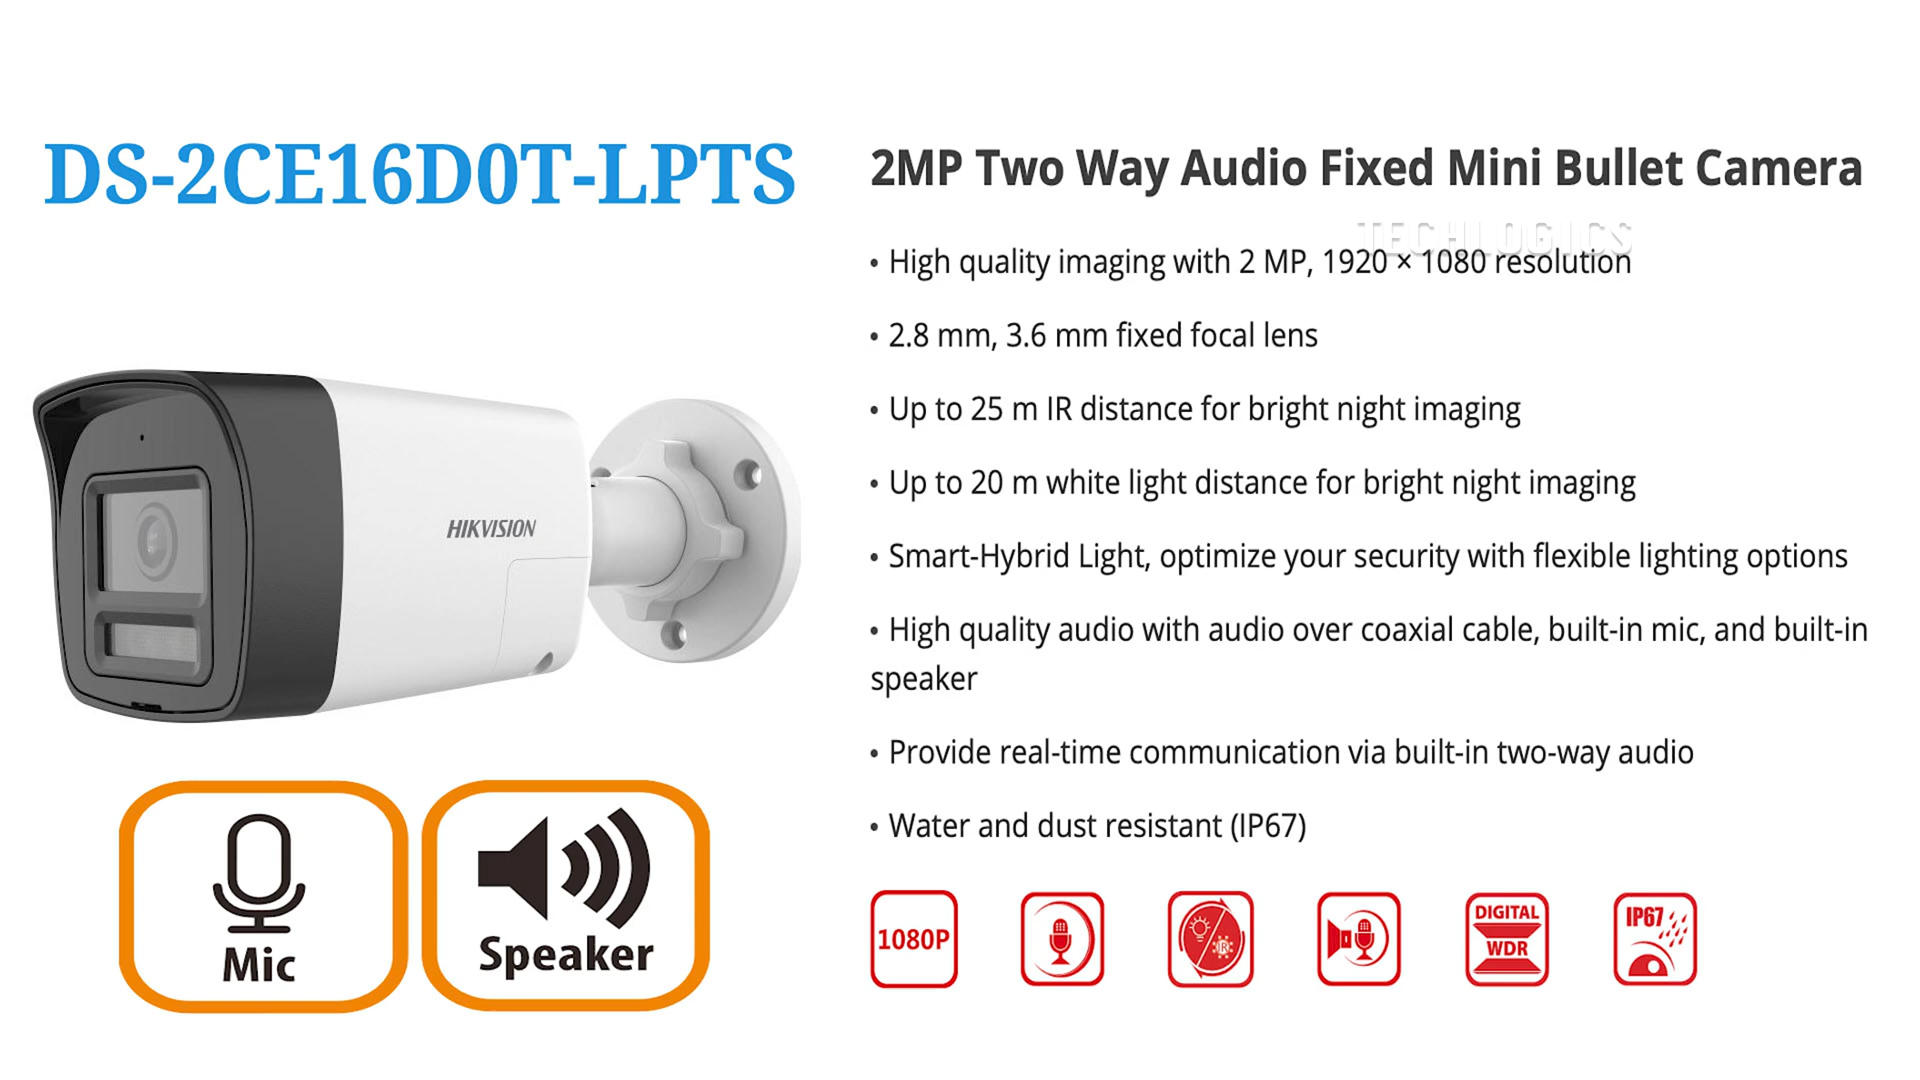 DS-2CE16D0T-LPTS
HIKVISION
Mic
Speaker
2MP Two Way Audio Fixed Mini Bullet Camera
TECHLOGICS
• High quality imaging with 2 MP, 1920 × 1080 resolution
• 2.8 mm, 3.6 mm fixed focal lens
• Up to 25 m IR distance for bright night imaging
• Up to 20 m white light distance for bright night imaging
• Smart-Hybrid Light, optimize your security with flexible lighting options
• High quality audio with audio over coaxial cable, built-in mic, and built-in
speaker
• Provide real-time communication via built-in two-way audio
• Water and dust resistant (IP67)
1080P
IR
DIGITAL
WDR
IP67